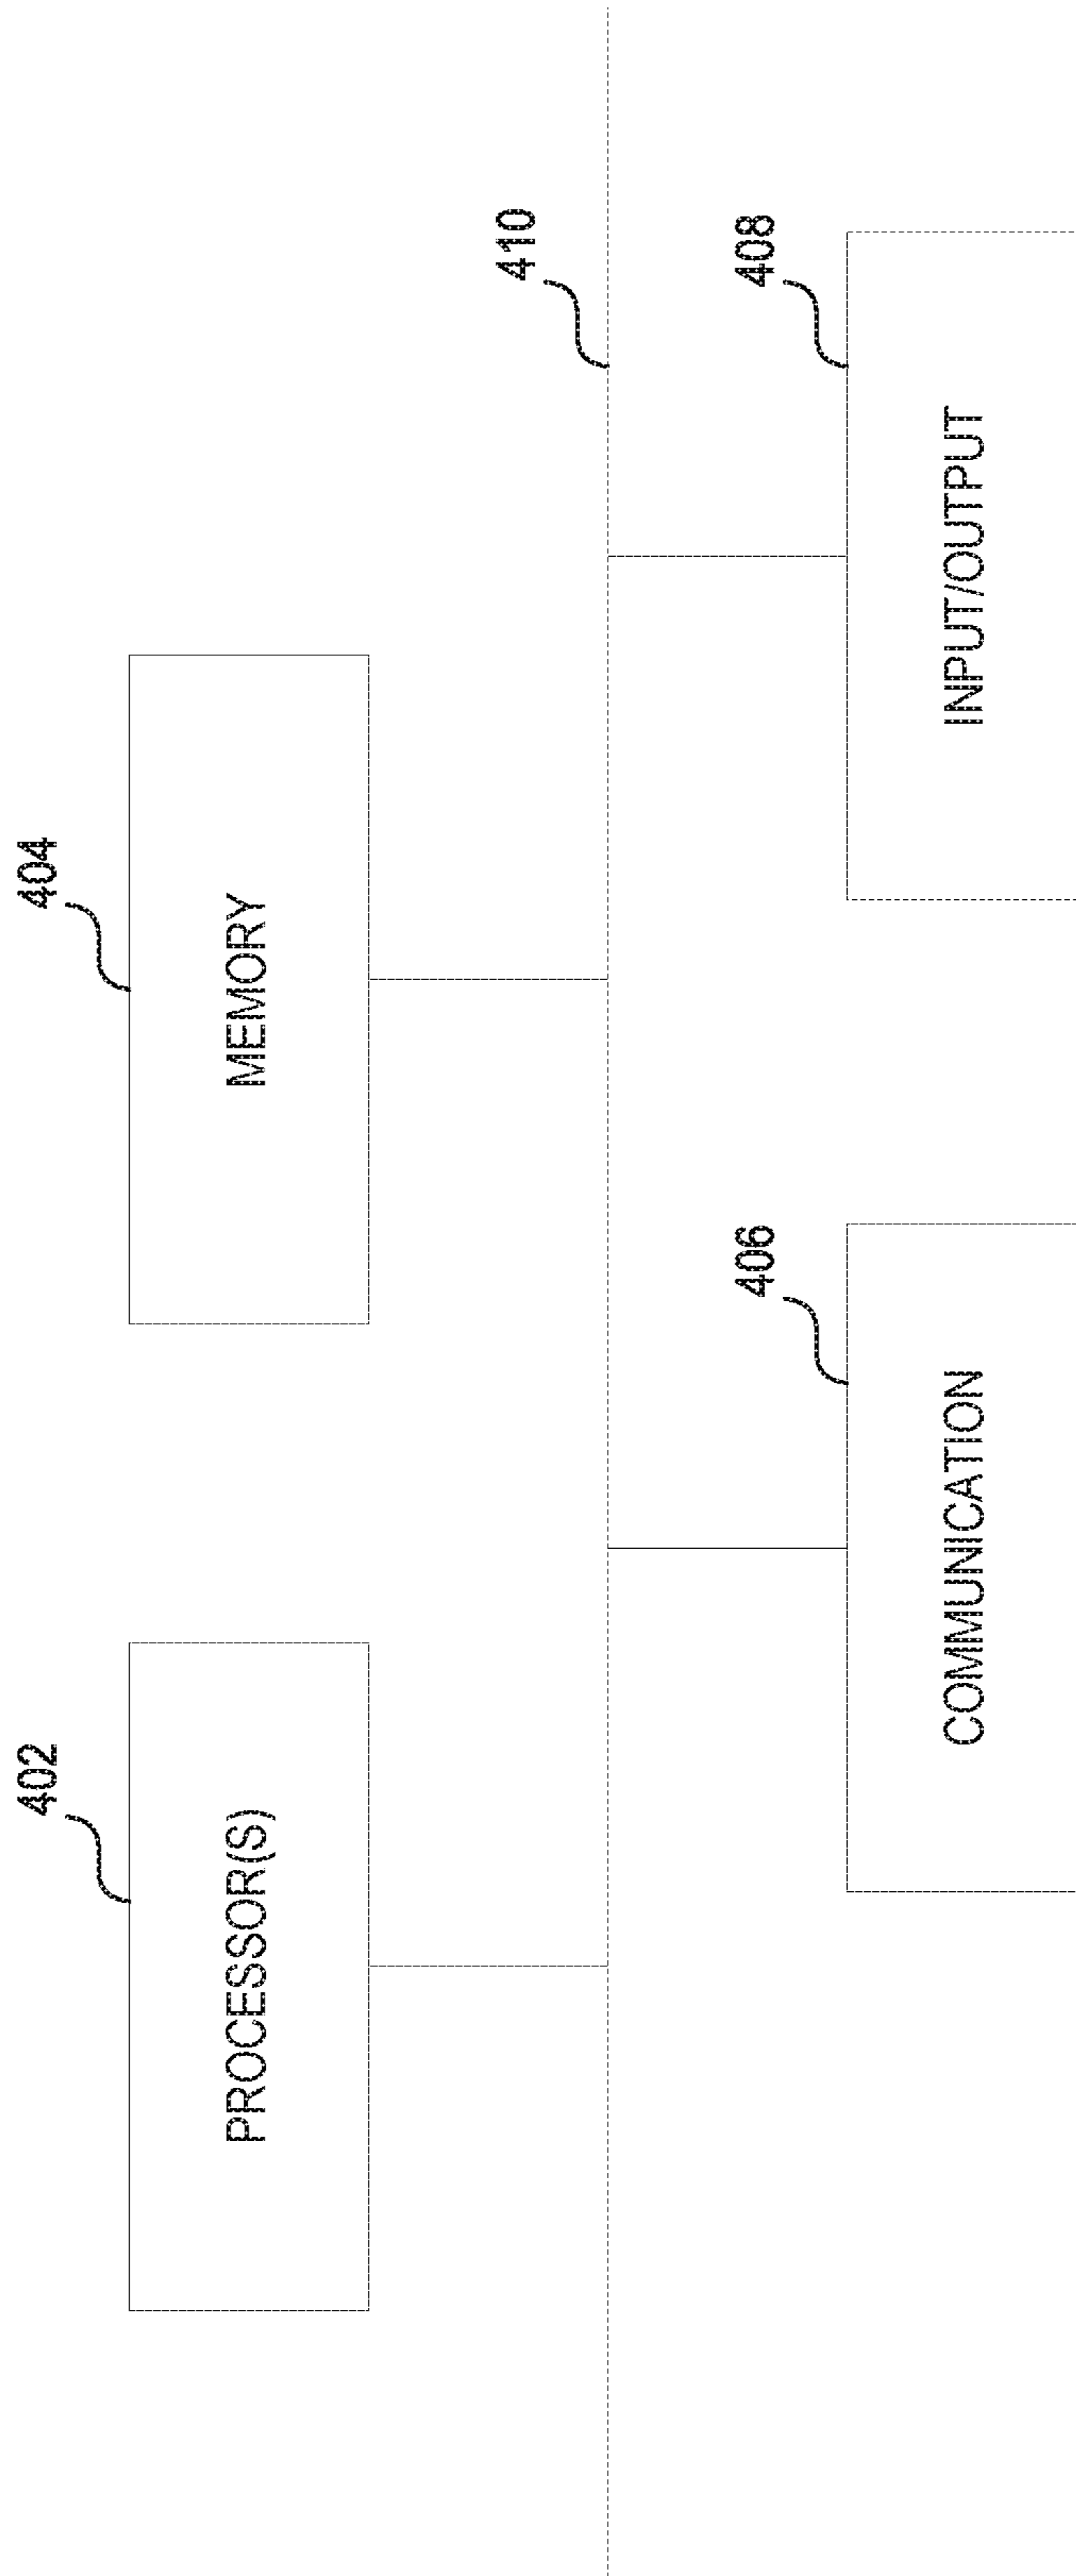 402
404
PROCESSOR(S)
MEMORY
410
406
408
COMMUNICATION
INPUT/OUTPUT